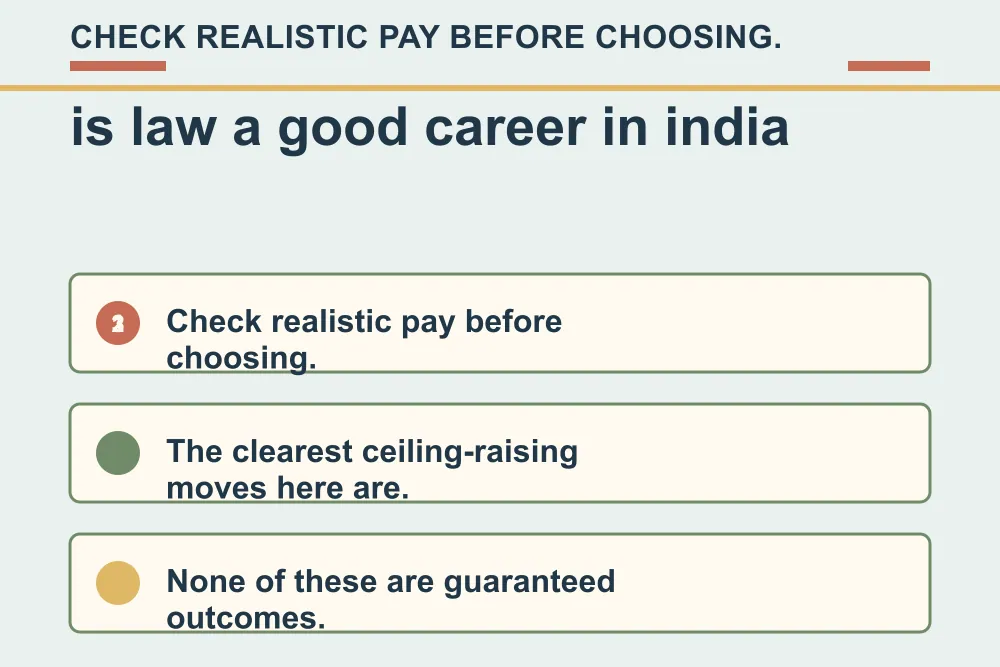 CHECK REALISTIC PAY BEFORE CHOOSING.
is law a good career in india
Check realistic pay before
choosing.
The clearest ceiling-raising
moves here are.
None of these are guaranteed
outcomes.